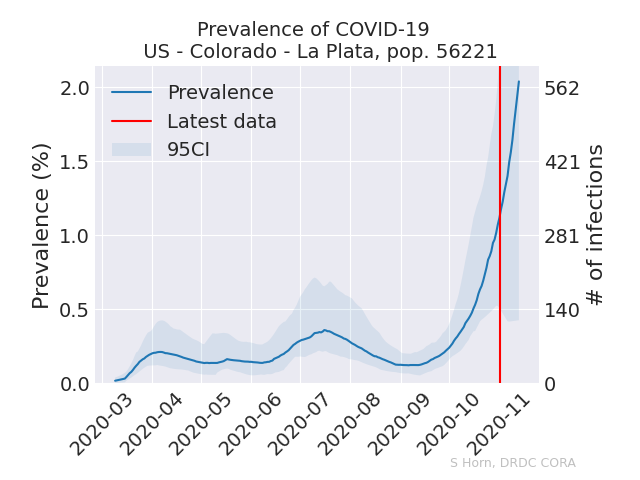 Prevalence of COVID-19
US - Colorado - La Plata, pop. 56221
Prevalence
Latest data
95CI
Prevalence (%)
2.0
1.5
1.0
0.5
0.0
562
421
281
140
0
# of infections
2020-03
2020-04
2020-05
2020-06
2020-07
2020-08
2020-09
2020-10
2020-11
S Horn, DRDC CORA